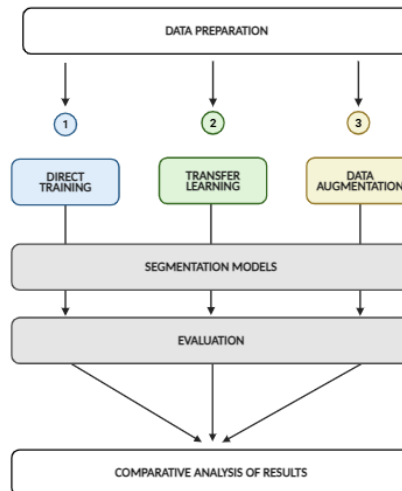 DATA PREPARATION
1
2
3
DIRECT
TRAINING
TRANSFER
LEARNING
DATA
AUGMENTATION
SEGMENTATION MODELS
EVALUATION
COMPARATIVE ANALYSIS OF RESULTS